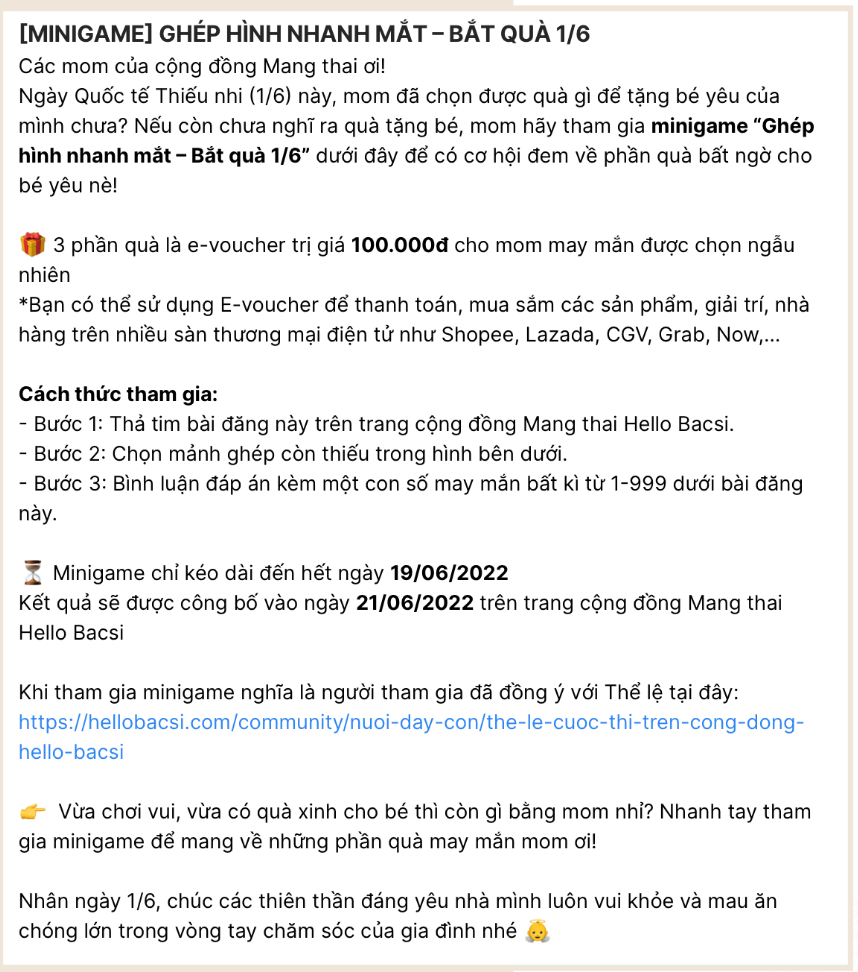 [MINIGAME] GHÉP HÌNH NHANH MẮT – BẮT QUÀ 1/6
Các mom của cộng đồng Mang thai ơi!
Ngày Quốc tế Thiếu nhi (1/6) này, mom đã chọn được quà gì để tặng bé yêu của
mình chưa? Nếu còn chưa nghĩ ra quà tặng bé, mom hãy tham gia minigame “Ghép
hình nhanh mắt – Bắt quà 1/6” dưới đây để có cơ hội đem về phần quà bất ngờ cho
bé yêu nè!
🎁 3 phần quà là e-voucher trị giá 100.000đ cho mom may mắn được chọn ngẫu
nhiên
*Bạn có thể sử dụng E-voucher để thanh toán, mua sắm các sản phẩm, giải trí, nhà
hàng trên nhiều sàn thương mại điện tử như Shopee, Lazada, CGV, Grab, Now,...
Cách thức tham gia:
- Bước 1: Thả tim bài đăng này trên trang cộng đồng Mang thai Hello Bacsi.
- Bước 2: Chọn mảnh ghép còn thiếu trong hình bên dưới.
- Bước 3: Bình luận đáp án kèm một con số may mắn bất kì từ 1-999 dưới bài đăng
này.
⏳ Minigame chỉ kéo dài đến hết ngày 19/06/2022
Kết quả sẽ được công bố vào ngày 21/06/2022 trên trang cộng đồng Mang thai
Hello Bacsi
Khi tham gia minigame nghĩa là người tham gia đã đồng ý với Thể lệ tại đây:
https://hellobacsi.com/community/nuoi-day-con/the-le-cuoc-thi-tren-cong-dong-
hello-bacsi
👉 Vừa chơi vui, vừa có quà xinh cho bé thì còn gì bằng mom nhỉ? Nhanh tay tham
gia minigame để mang về những phần quà may mắn mom ơi!
Nhân ngày 1/6, chúc các thiên thần đáng yêu nhà mình luôn vui khỏe và mau ăn
chóng lớn trong vòng tay chăm sóc của gia đình nhé 👼